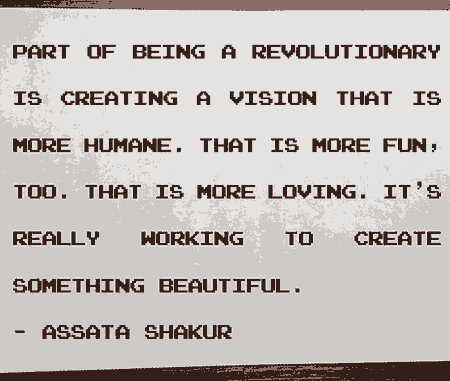 PART OF BEING A REVOLUTIONARY
IS CREATING A VISION THAT IS
MORE HUMANE. THAT IS MORE FUN,
TOO. THAT IS MORE LOVING. IT'S
REALLY WORKING TO CREATE
SOMETHING BEAUTIFUL.
- ASSATA SHAKUR